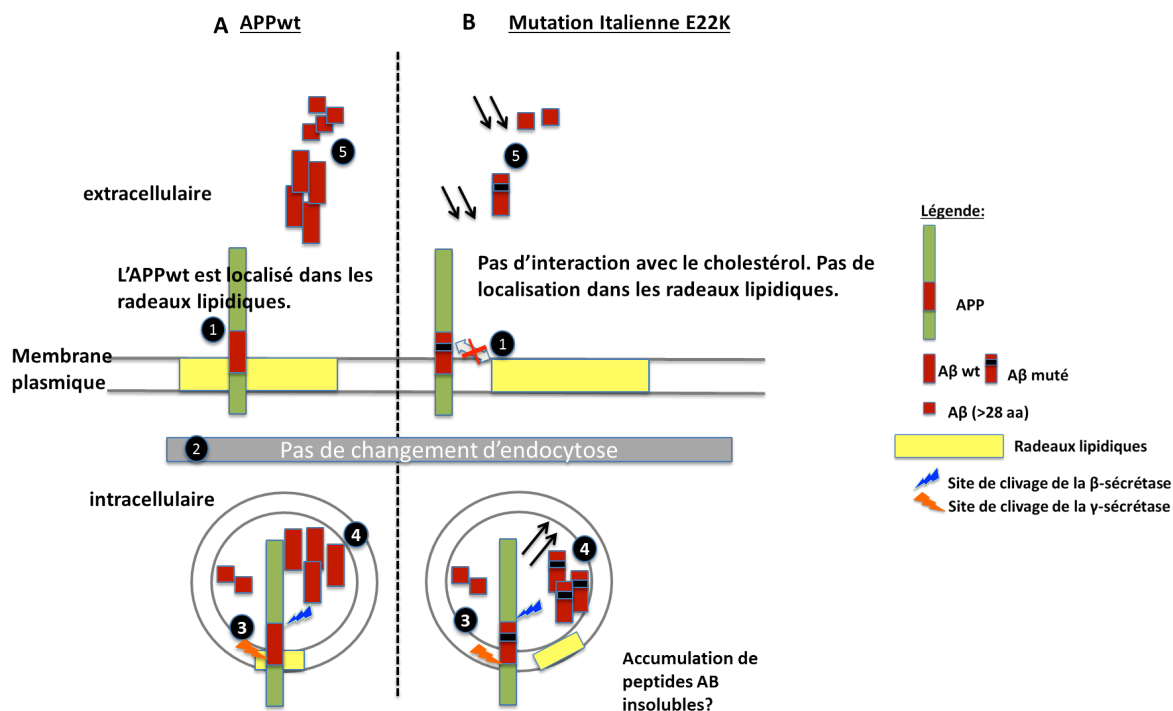 A APPwt
B Mutation Italienne E22K
5
5
extracellulaire
L'APPwt est localisé dans les
radeaux lipidiques.
Pas d'interaction avec le cholestérol. Pas de
localisation dans les radeaux lipidiques.
1
1
Membrane
plasmique
2 Pas de changement d'endocytose
intracellulaire
4
4
3
3
Accumulation de
peptides AB
insolubles?
Légende:
APP
Aβ wt
Aβ muté
Aβ (>28 aa)
Radeaux lipidiques
Site de clivage de la β-sécrétase
Site de clivage de la γ-sécrétase